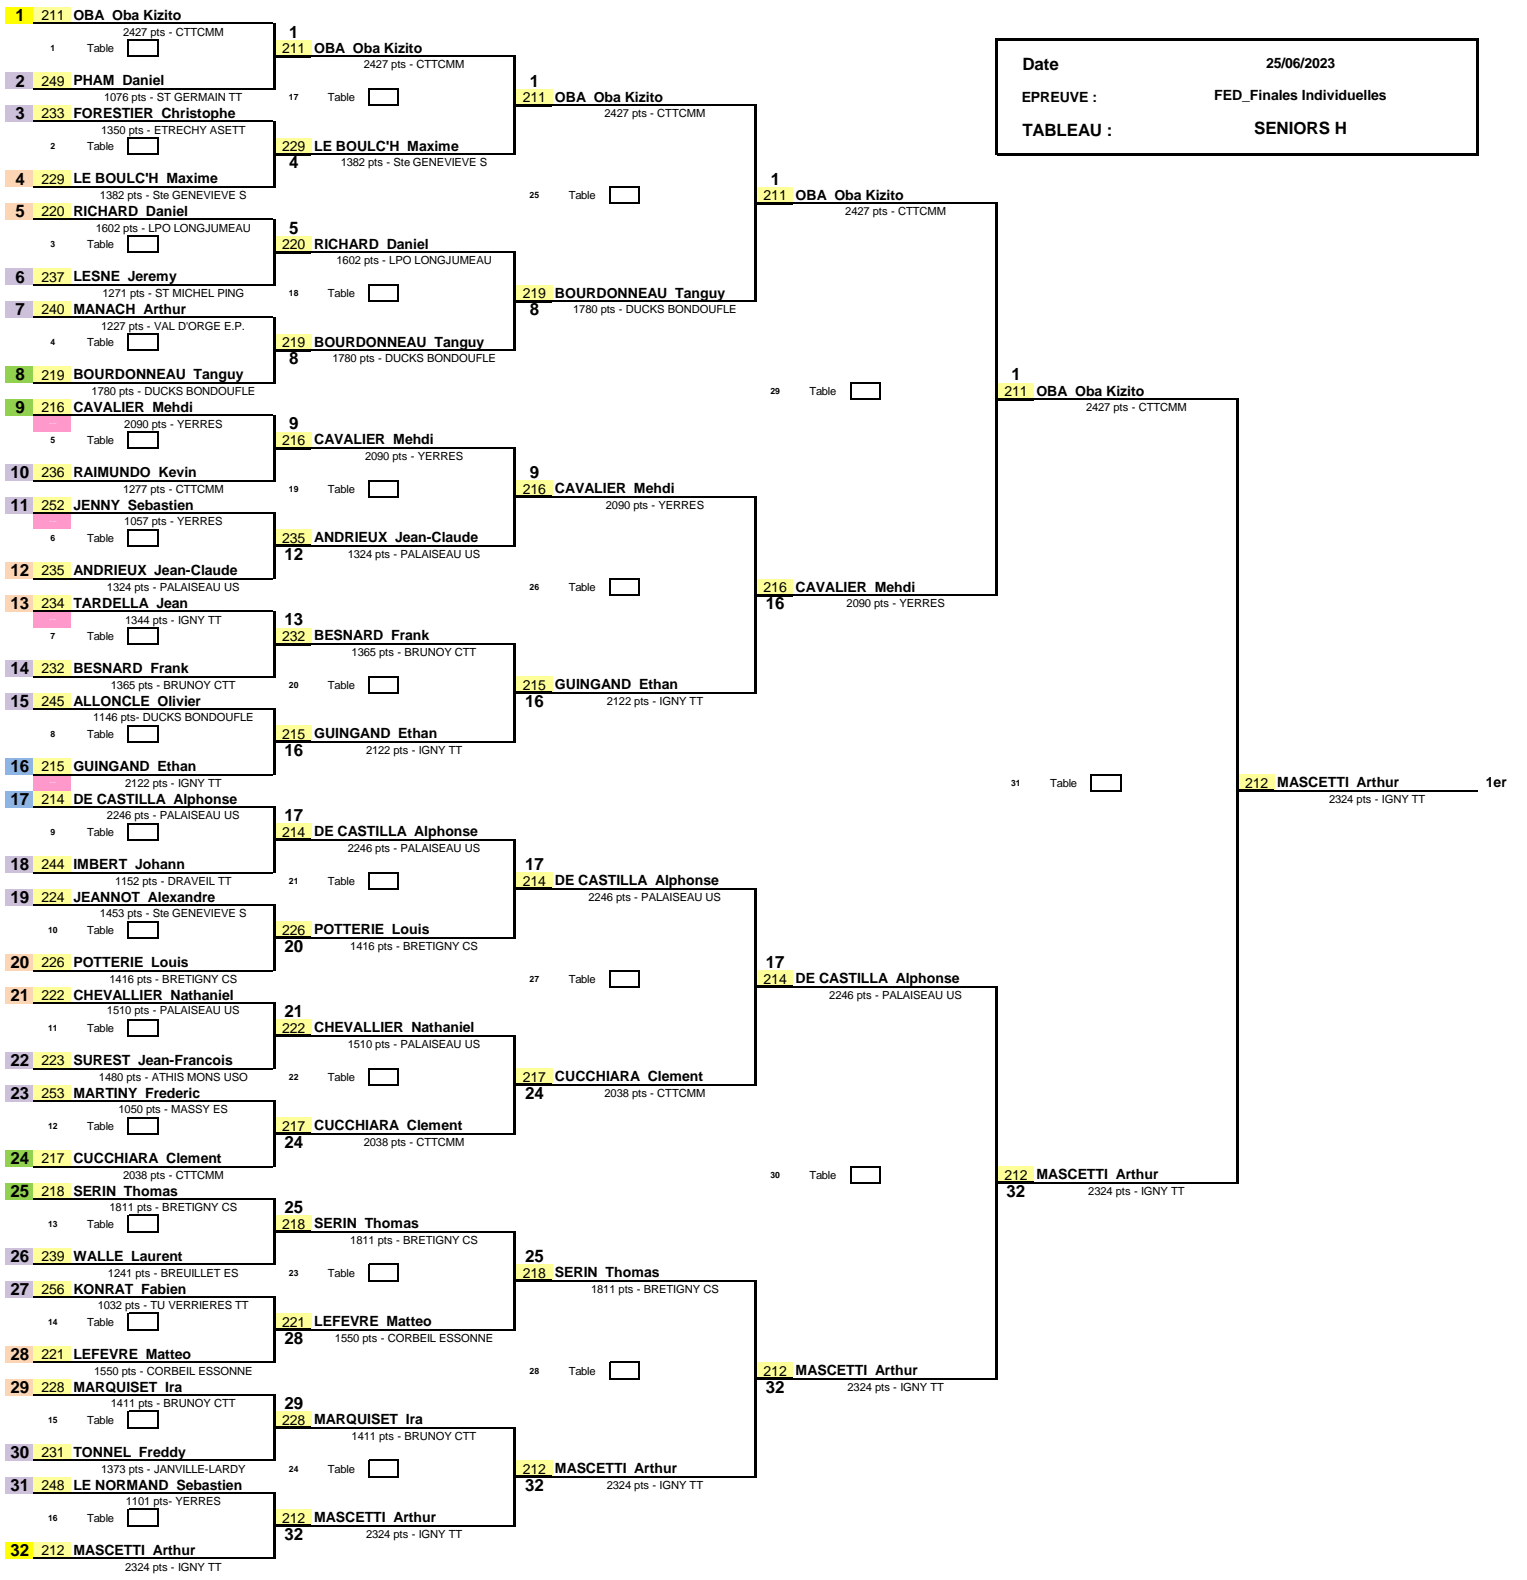 Date 25/06/2023
EPREUVE : FED_Finales Individuelles
TABLEAU : SENIORS H
1 211 OBA Oba Kizito
2427 pts - CTTCMM
1 Table
2 249 PHAM Daniel
1076 pts - ST GERMAIN TT
3 233 FORESTIER Christophe
1350 pts - ETRECHY ASETT
2 Table
4 229 LE BOULC'H Maxime
1382 pts - Ste GENEVIEVE S
5 220 RICHARD Daniel
1602 pts - LPO LONGJUMEAU
3 Table
6 237 LESNE Jeremy
1271 pts - ST MICHEL PING
7 240 MANACH Arthur
1227 pts - VAL D'ORGE E.P.
4 Table
8 219 BOURDONNEAU Tanguy
1780 pts - DUCKS BONDOUFLE
9 216 CAVALIER Mehdi
2090 pts - YERRES
5 Table
10 236 RAIMUNDO Kevin
1277 pts - CTTCMM
11 252 JENNY Sebastien
1057 pts - YERRES
6 Table
12 235 ANDRIEUX Jean-Claude
1324 pts - PALAISEAU US
13 234 TARDELLA Jean
1344 pts - IGNY TT
7 Table
14 232 BESNARD Frank
1365 pts - BRUNOY CTT
15 245 ALLONCLE Olivier
1146 pts- DUCKS BONDOUFLE
8 Table
16 215 GUINGAND Ethan
2122 pts - IGNY TT
17 214 DE CASTILLA Alphonse
2246 pts - PALAISEAU US
9 Table
18 244 IMBERT Johann
1152 pts - DRAVEIL TT
19 224 JEANNOT Alexandre
1453 pts - Ste GENEVIEVE S
10 Table
20 226 POTTERIE Louis
1416 pts - BRETIGNY CS
21 222 CHEVALLIER Nathaniel
1510 pts - PALAISEAU US
11 Table
22 223 SUREST Jean-Francois
1480 pts - ATHIS MONS USO
23 253 MARTINY Frederic
1050 pts - MASSY ES
12 Table
24 217 CUCCHIARA Clement
2038 pts - CTTCMM
25 218 SERIN Thomas
1811 pts - BRETIGNY CS
13 Table
26 239 WALLE Laurent
1241 pts - BREUILLET ES
27 256 KONRAT Fabien
1032 pts - TU VERRIERES TT
14 Table
28 221 LEFEVRE Matteo
1550 pts - CORBEIL ESSONNE
29 228 MARQUISET Ira
1411 pts - BRUNOY CTT
15 Table
30 231 TONNEL Freddy
1373 pts - JANVILLE-LARDY
31 248 LE NORMAND Sebastien
1101 pts- YERRES
16 Table
32 212 MASCETTI Arthur
2324 pts - IGNY TT
1
211 OBA Oba Kizito
2427 pts - CTTCMM
17 Table
229 LE BOULC'H Maxime
4 1382 pts - Ste GENEVIEVE S
5
220 RICHARD Daniel
1602 pts - LPO LONGJUMEAU
18 Table
219 BOURDONNEAU Tanguy
8 1780 pts - DUCKS BONDOUFLE
9
216 CAVALIER Mehdi
2090 pts - YERRES
19 Table
235 ANDRIEUX Jean-Claude
12 1324 pts - PALAISEAU US
13
232 BESNARD Frank
1365 pts - BRUNOY CTT
20 Table
215 GUINGAND Ethan
16 2122 pts - IGNY TT
17
214 DE CASTILLA Alphonse
2246 pts - PALAISEAU US
21 Table
226 POTTERIE Louis
20 1416 pts - BRETIGNY CS
21
222 CHEVALLIER Nathaniel
1510 pts - PALAISEAU US
22 Table
217 CUCCHIARA Clement
24 2038 pts - CTTCMM
25
218 SERIN Thomas
1811 pts - BRETIGNY CS
23 Table
221 LEFEVRE Matteo
28 1550 pts - CORBEIL ESSONNE
29
228 MARQUISET Ira
1411 pts - BRUNOY CTT
24 Table
212 MASCETTI Arthur
32 2324 pts - IGNY TT
1
211 OBA Oba Kizito
2427 pts - CTTCMM
25 Table
219 BOURDONNEAU Tanguy
8 1780 pts - DUCKS BONDOUFLE
9
216 CAVALIER Mehdi
2090 pts - YERRES
26 Table
215 GUINGAND Ethan
16 2122 pts - IGNY TT
17
214 DE CASTILLA Alphonse
2246 pts - PALAISEAU US
27 Table
217 CUCCHIARA Clement
24 2038 pts - CTTCMM
25
218 SERIN Thomas
1811 pts - BRETIGNY CS
28 Table
212 MASCETTI Arthur
32 2324 pts - IGNY TT
1
211 OBA Oba Kizito
2427 pts - CTTCMM
29 Table
216 CAVALIER Mehdi
16 2090 pts - YERRES
17
214 DE CASTILLA Alphonse
2246 pts - PALAISEAU US
30 Table
212 MASCETTI Arthur
32 2324 pts - IGNY TT
1
211 OBA Oba Kizito
2427 pts - CTTCMM
31 Table
212 MASCETTI Arthur
32 2324 pts - IGNY TT
212 MASCETTI Arthur 1er
2324 pts - IGNY TT